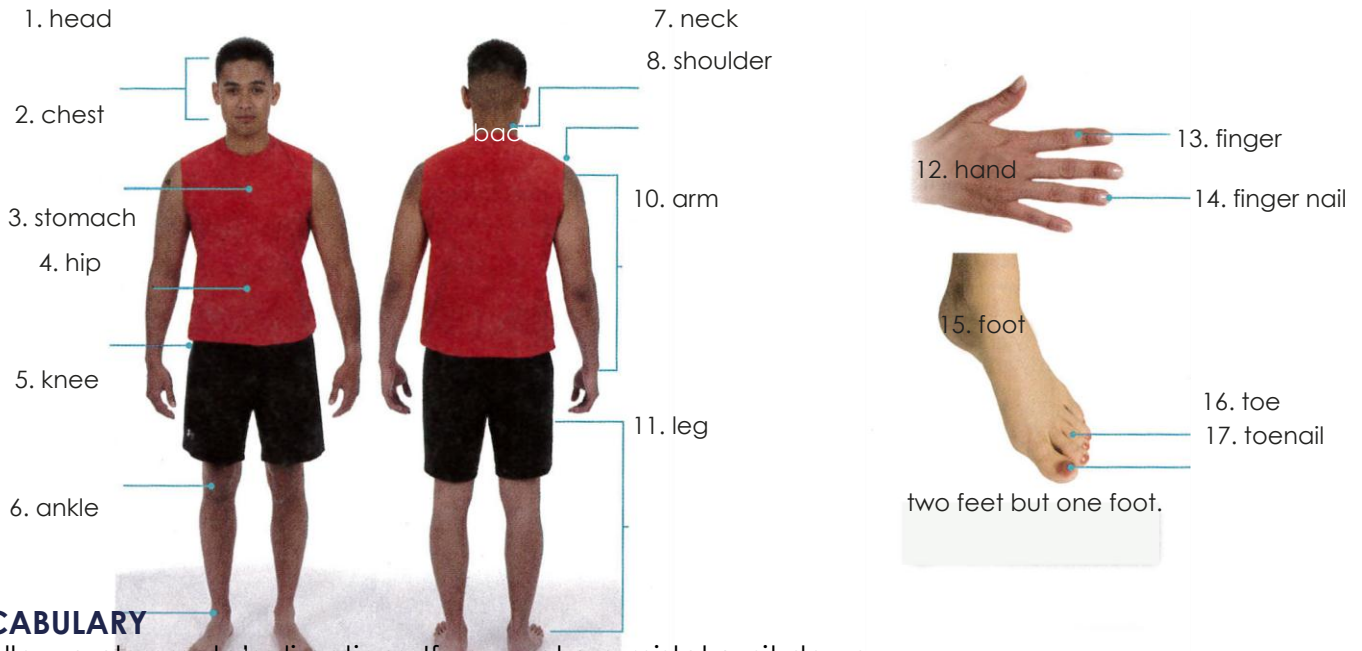 1. head
2. chest
3. stomach
4. hip
5. knee
6. ankle
7. neck
8. shoulder
bac
10. arm
11. leg
12. hand
13. finger
14. finger nail
15. foot
16. toe
17. toenail
two feet but one foot.
CABULARY